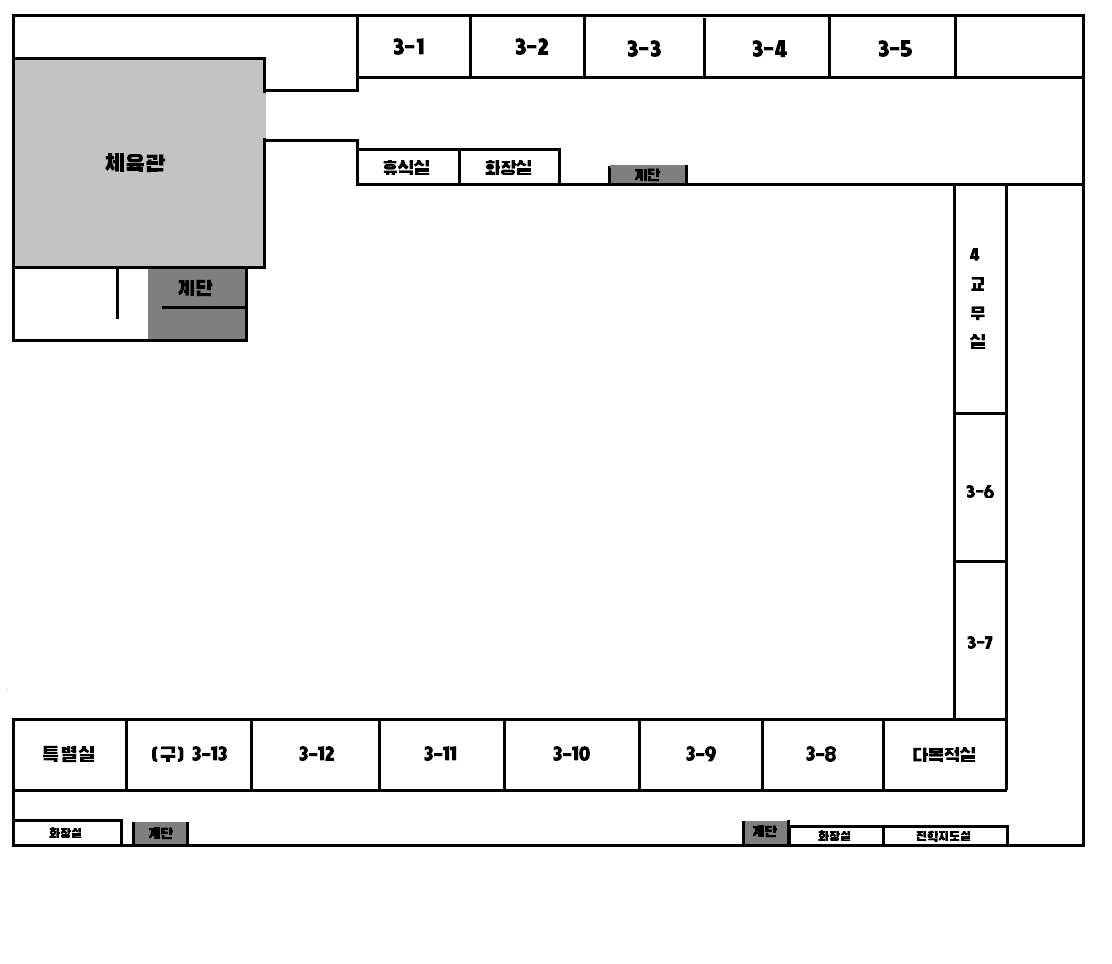 3-1
3-2
3-3
3-4
3-5
체육관
휴식실
화장실
계단
계단
4
교
무
실
3-6
3-7
특별실
(구) 3-13
3-12
3-11
3-10
3-9
3-8
다목적실
화장실
계단
계단
화장실
진학지도실